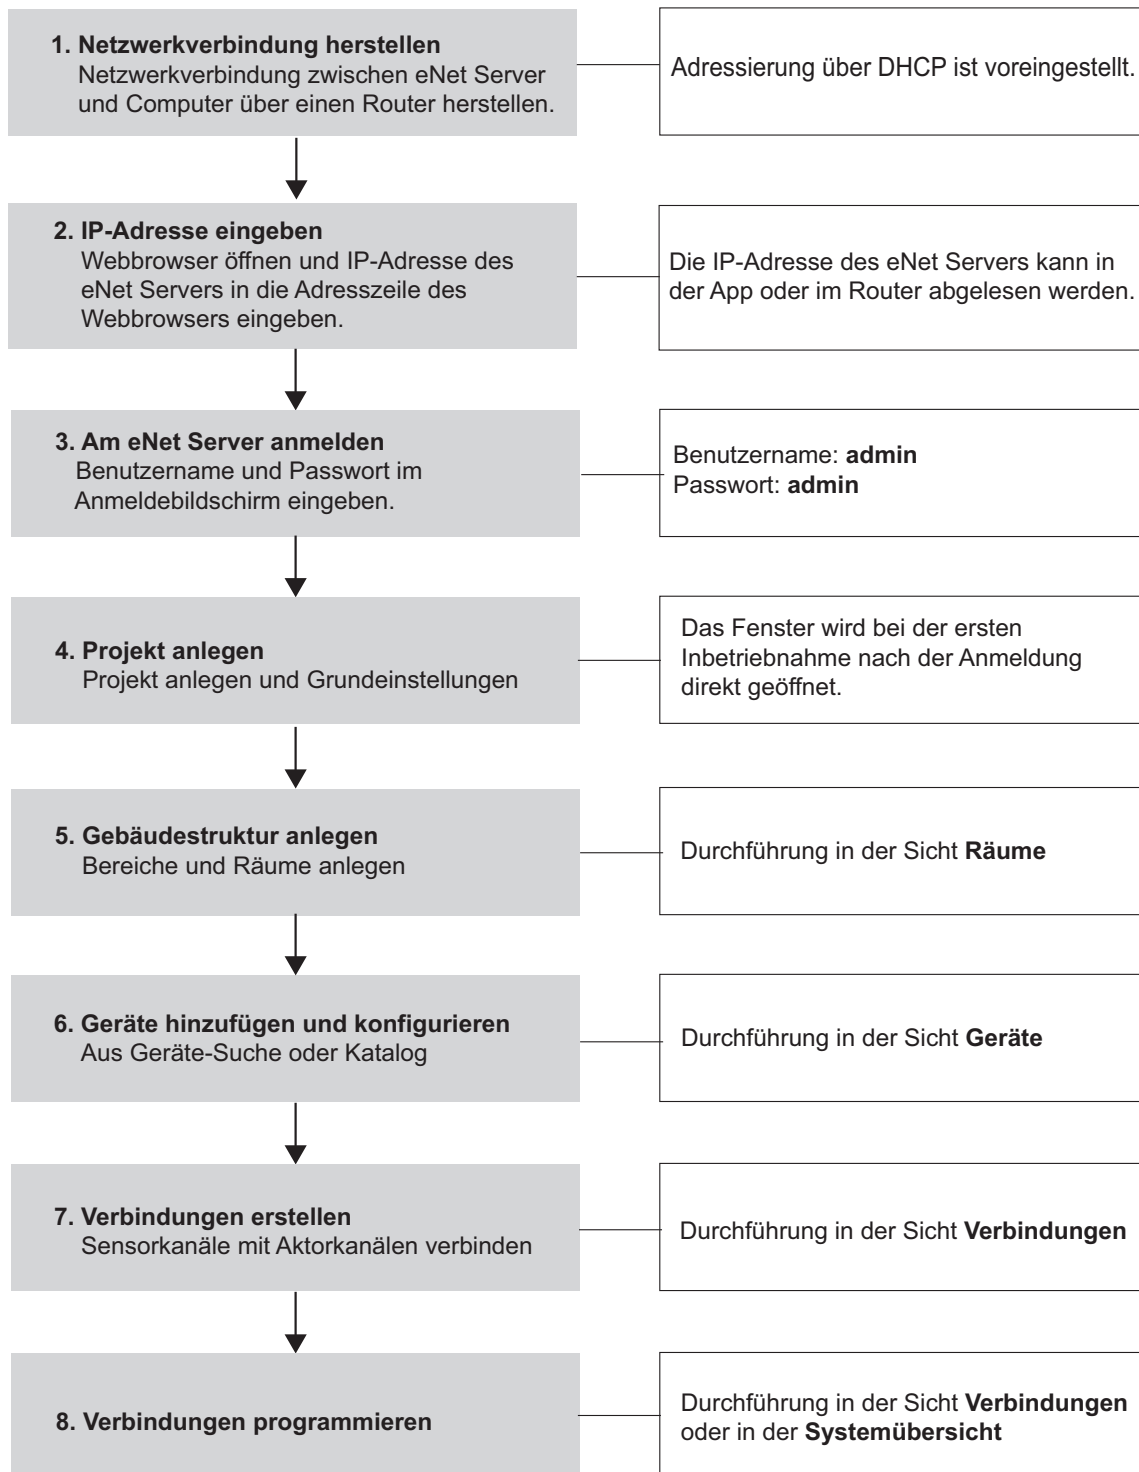 1. Netzwerkverbindung herstellen
Netzwerkverbindung zwischen eNet Server
und Computer über einen Router herstellen.
Adressierung über DHCP ist voreingestellt.
2. IP-Adresse eingeben
Webbrowser öffnen und IP-Adresse des
eNet Servers in die Adresszeile des
Webbrowsers eingeben.
Die IP-Adresse des eNet Servers kann in
der App oder im Router abgelesen werden.
3. Am eNet Server anmelden
Benutzername und Passwort im
Anmeldebildschirm eingeben.
Benutzername: admin
Passwort: admin
4. Projekt anlegen
Projekt anlegen und Grundeinstellungen
Das Fenster wird bei der ersten
Inbetriebnahme nach der Anmeldung
direkt geöffnet.
5. Gebäudestruktur anlegen
Bereiche und Räume anlegen
Durchführung in der Sicht Räume
6. Geräte hinzufügen und konfigurieren
Aus Geräte-Suche oder Katalog
Durchführung in der Sicht Geräte
7. Verbindungen erstellen
Sensorkanäle mit Aktorkanälen verbinden
Durchführung in der Sicht Verbindungen
8. Verbindungen programmieren
Durchführung in der Sicht Verbindungen
oder in der Systemübersicht